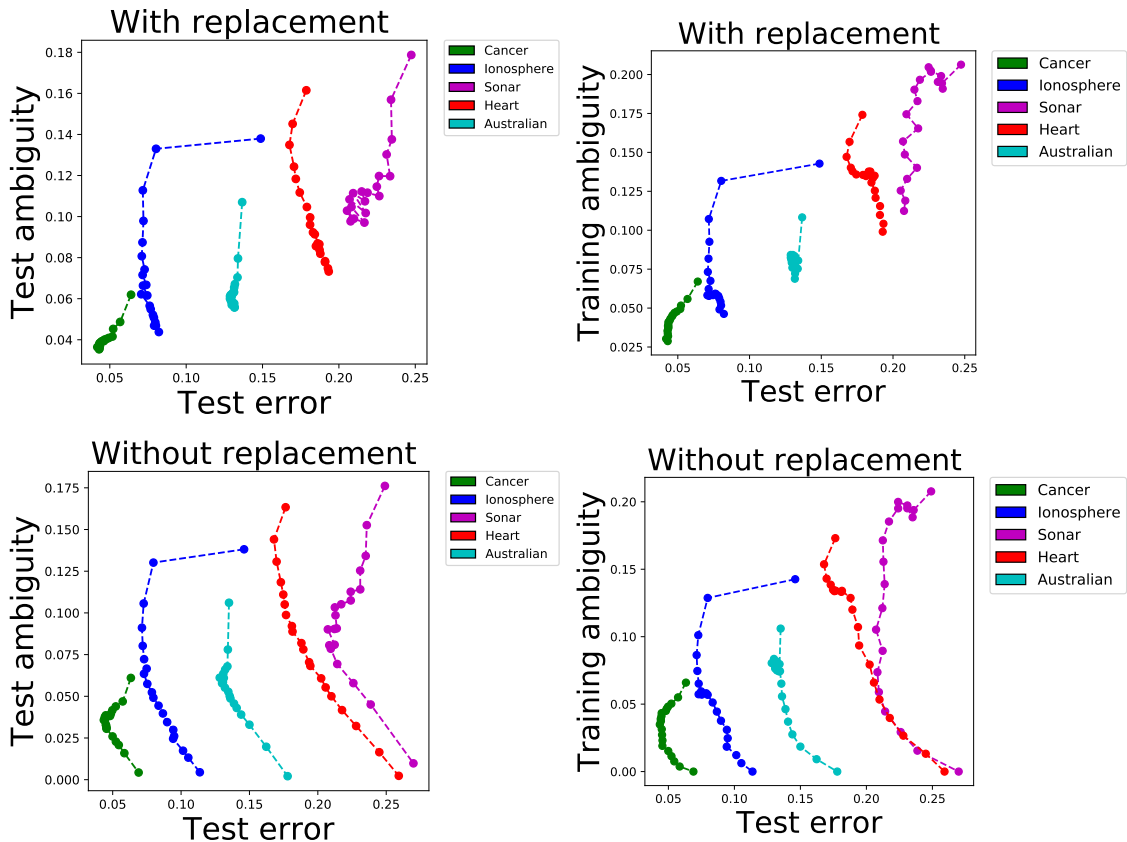 With replacement
Test ambiguity
0.18
0.16
0.14
0.12
0.10
0.08
0.06
0.04
0.05 0.10 0.15 0.20 0.25
Test error
Cancer
Ionosphere
Sonar
Heart
Australian
With replacement
Training ambiguity
0.200
0.175
0.150
0.125
0.100
0.075
0.050
0.025
0.05 0.10 0.15 0.20 0.25
Test error
Cancer
Ionosphere
Sonar
Heart
Australian
Without replacement
Test ambiguity
0.175
0.150
0.125
0.100
0.075
0.050
0.025
0.000
0.05 0.10 0.15 0.20 0.25
Test error
Cancer
Ionosphere
Sonar
Heart
Australian
Without replacement
Training ambiguity
0.20
0.15
0.10
0.05
0.00
0.05 0.10 0.15 0.20 0.25
Test error
Cancer
Ionosphere
Sonar
Heart
Australian